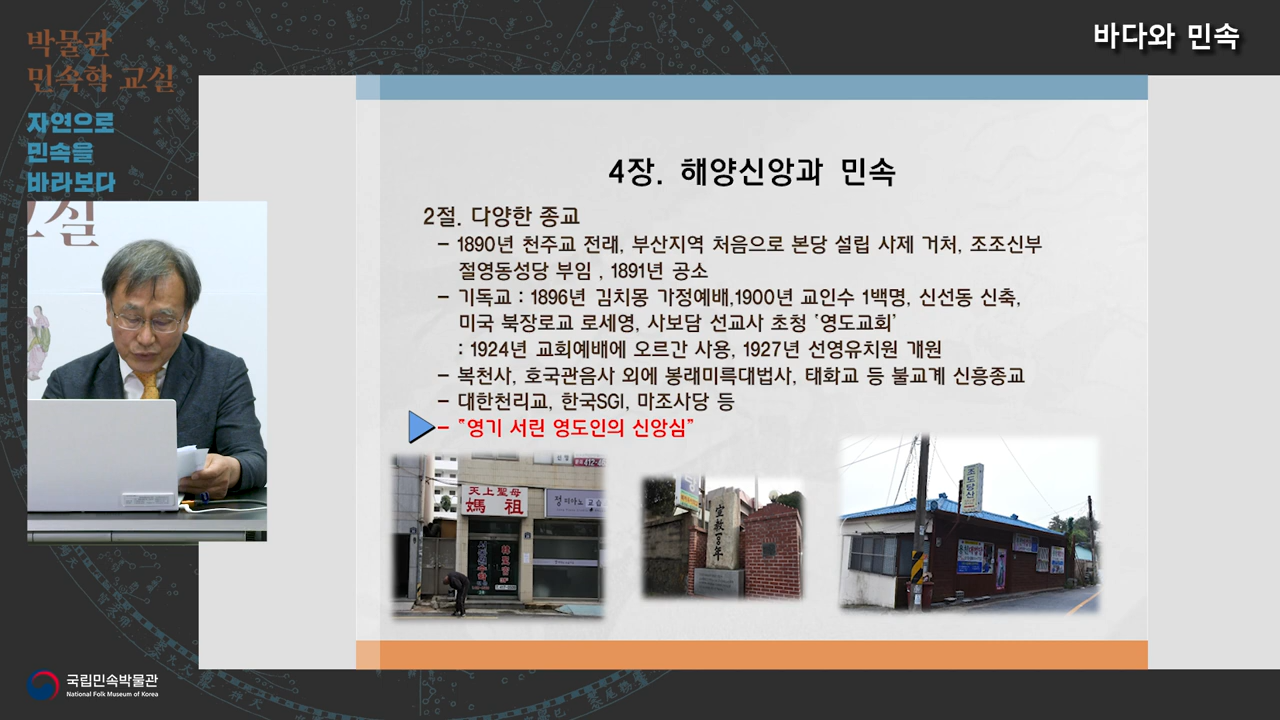 바다와 민속
박물관
민속학 교실
자연으로
민속을
바라보다
교실
4장. 해양신앙과 민속
2절. 다양한 종교
– 1890년 천주교 전래, 부산지역 처음으로 본당 설립 사제 거처, 조조신부
절영동성당 부임 , 1891년 공소
– 기독교 : 1896년 김치몽 가정예배,1900년 교인수 1백명, 신선동 신축,
미국 북장로교 로세영, 사보담 선교사 초청 '영도교회'
: 1924년 교회예배에 오르간 사용, 1927년 선영유치원 개원
– 복천사, 호국관음사 외에 봉래미륵대법사, 태화교 등 불교계 신흥종교
– 대한천리교, 한국SGI, 마조사당 등
– "영기 서린 영도인의 신앙심"
天上聖母
媽祖
412-4
宣敎百年
조도당산
국립민속박물관
National Folk Museum of Korea